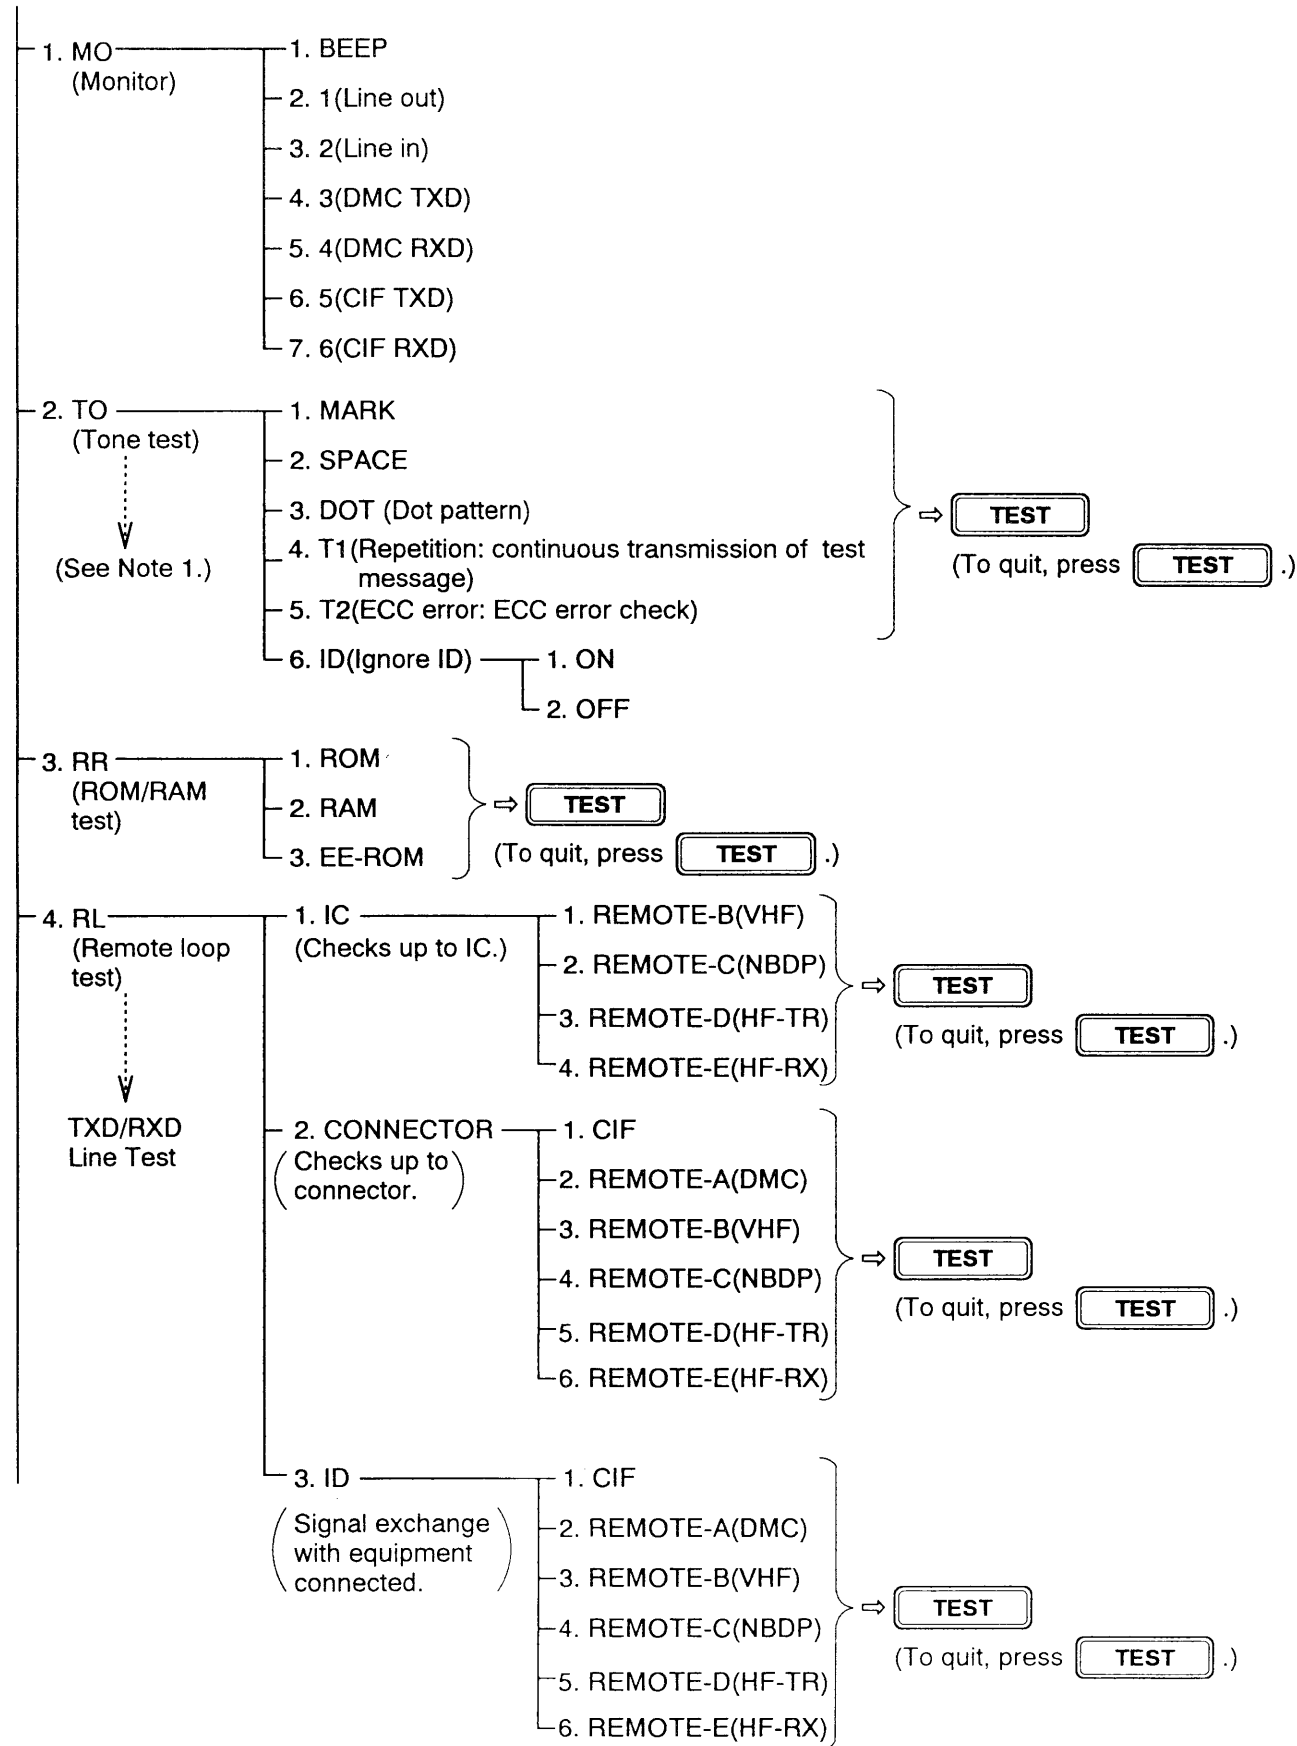 1. MO
(Monitor)
1. BEEP
2. 1(Line out)
3. 2(Line in)
4. 3(DMC TXD)
5. 4(DMC RXD)
6. 5(CIF TXD)
7. 6(CIF RXD)
2. TO
(Tone test)
(See Note 1.)
1. MARK
2. SPACE
3. DOT (Dot pattern)
4. T1(Repetition: continuous transmission of test
message)
5. T2(ECC error: ECC error check)
6. ID(Ignore ID)
1. ON
2. OFF
TEST
(To quit, press TEST .)
3. RR
(ROM/RAM
test)
1. ROM
2. RAM
3. EE-ROM
TEST
(To quit, press TEST .)
4. RL
(Remote loop
test)
TXD/RXD
Line Test
1. IC
(Checks up to IC.)
1. REMOTE-B(VHF)
2. REMOTE-C(NBDP)
3. REMOTE-D(HF-TR)
4. REMOTE-E(HF-RX)
TEST
(To quit, press TEST .)
2. CONNECTOR
(Checks up to
connector.)
1. CIF
2. REMOTE-A(DMC)
3. REMOTE-B(VHF)
4. REMOTE-C(NBDP)
5. REMOTE-D(HF-TR)
6. REMOTE-E(HF-RX)
TEST
(To quit, press TEST .)
3. ID
(Signal exchange
with equipment
connected.)
1. CIF
2. REMOTE-A(DMC)
3. REMOTE-B(VHF)
4. REMOTE-C(NBDP)
5. REMOTE-D(HF-TR)
6. REMOTE-E(HF-RX)
TEST
(To quit, press TEST .)